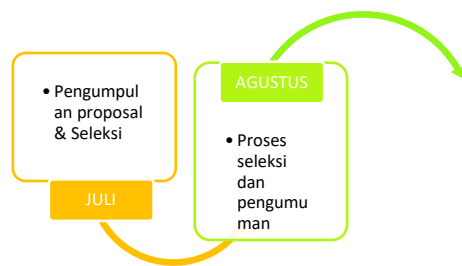 • Pengumpul
an proposal
& Seleksi
JULI
AGUSTUS
• Proses
seleksi
dan
pengumu
man